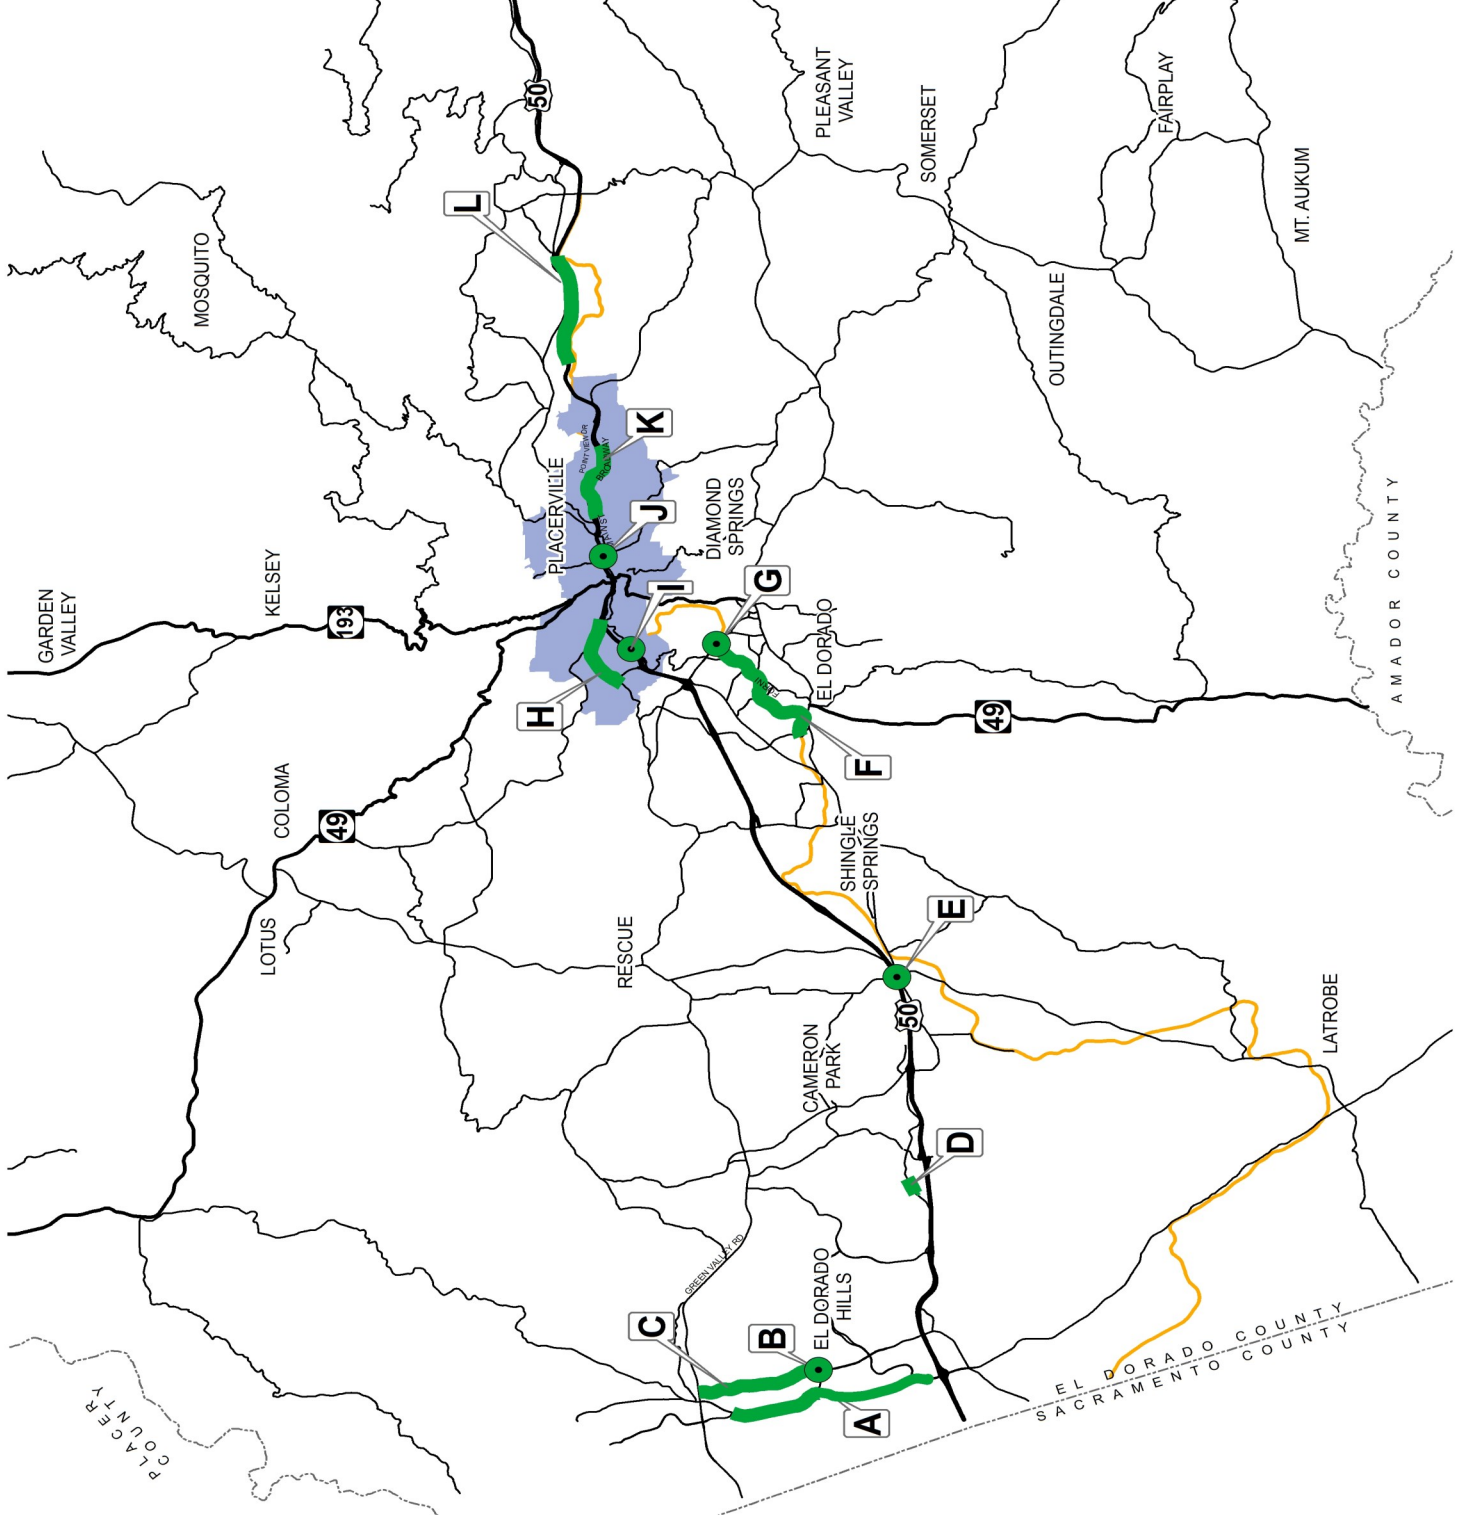 PLACER
COUNTY
GARDEN
VALLEY
KELSEY
193
MOSQUITO
COLOMA
49
LOTUS
50
L
PLACERVILLE
POINTVIEW DR
BROADWAY
K
J
H
I
DIAMOND
SPRINGS
G
EL DORADO
F
RESCUE
SHINGLE
SPRINGS
E
50
CAMERON
PARK
D
GREEN VALLEY RD
C
B
EL DORADO
HILLS
A
PLEASANT
VALLEY
SOMERSET
FAIRPLAY
MT. AUKUM
OUTINGDALE
49
AMADOR COUNTY
LATROBE
EL DORADO COUNTY
SACRAMENTO COUNTY